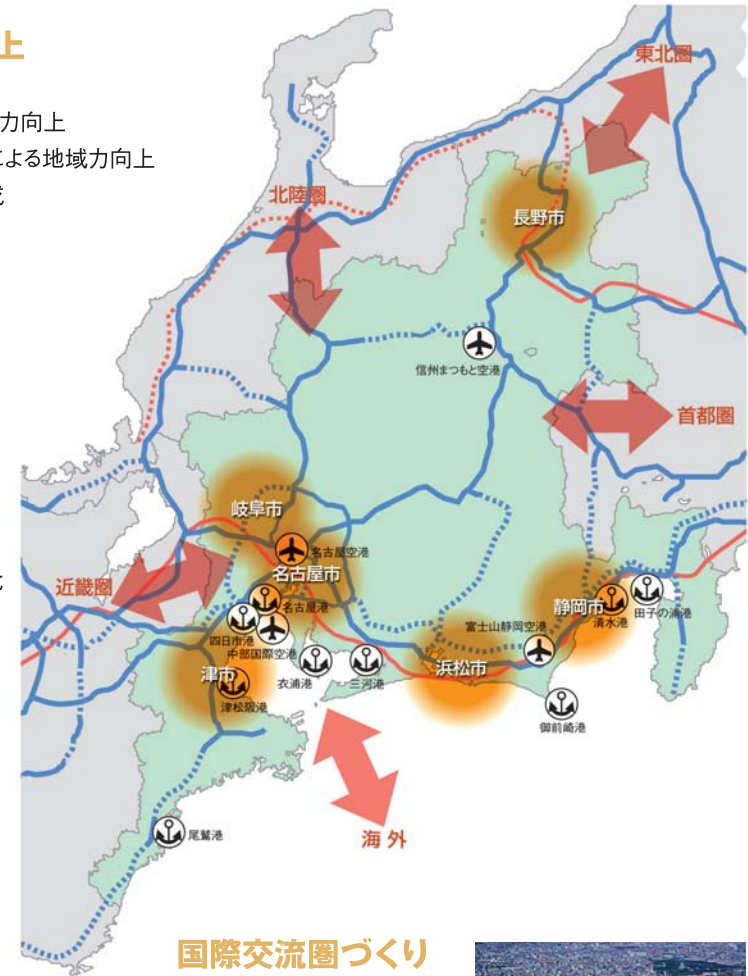 上
力向上
による地域力向上
東北圏
北陸圏
長野市
信州まつもと空港
首都圏
岐阜市
名古屋空港
名古屋市
近畿圏
名古屋港
静岡市
田子の浦港
清水港
富士山静岡空港
四日市港
中部国際空港
津市
衣浦港
三河港
浜松市
津松阪港
御前崎港
尾鷲港
海外
国際交流圏づくり